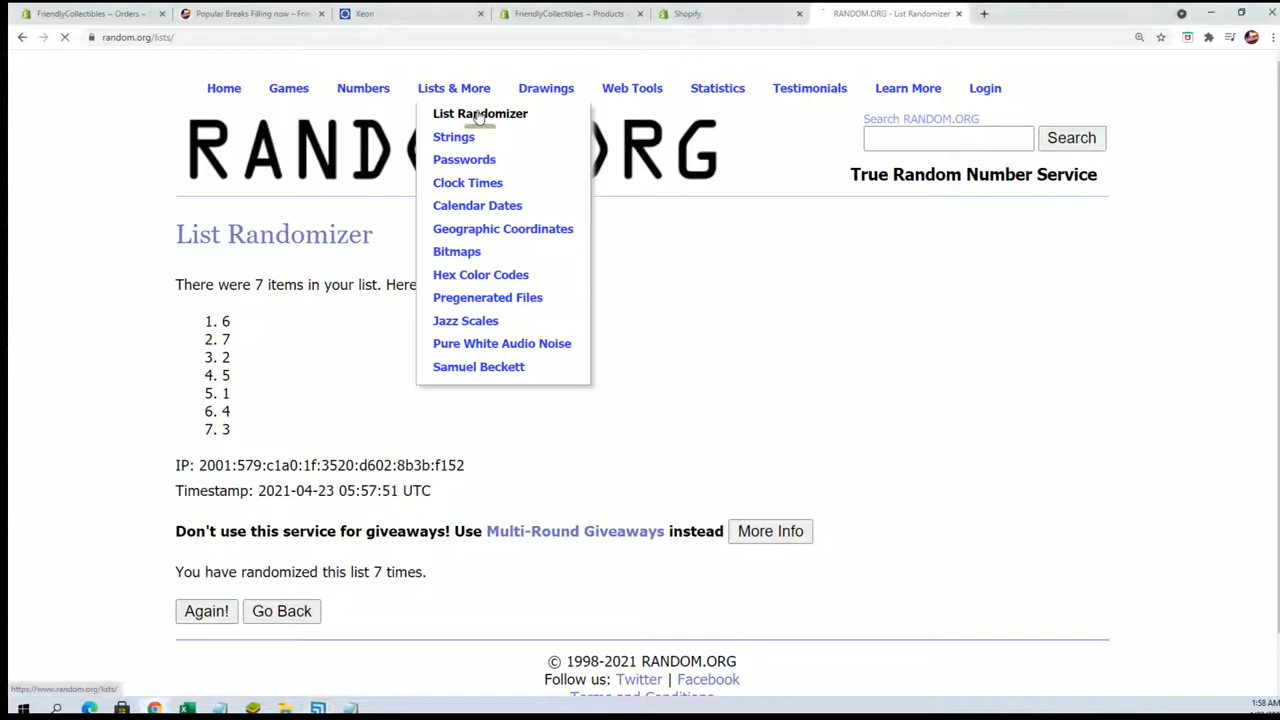 FriendlyCollectibles ~ Orders ~
Popular Breaks Filling now – Frie
Xeon
FriendlyCollectibles ~ Products ~
Shopify
RANDOM.ORG - List Randomizer
random.org/lists/
Home Games Numbers Lists & More Drawings Web Tools Statistics Testimonials Learn More Login
List Randomizer
Strings
Passwords
Clock Times
Calendar Dates
Geographic Coordinates
Bitmaps
Hex Color Codes
Pregenerated Files
Jazz Scales
Pure White Audio Noise
Samuel Beckett
RAND RG
Search RANDOM.ORG
Search
True Random Number Service
List Randomizer
There were 7 items in your list. Here
1. 6
2. 7
3. 2
4. 5
5. 1
6. 4
7. 3
IP: 2001:579:c1a0:1f:3520:d602:8b3b:f152
Timestamp: 2021-04-23 05:57:51 UTC
Don't use this service for giveaways! Use Multi-Round Giveaways instead More Info
You have randomized this list 7 times.
Again! Go Back
© 1998-2021 RANDOM.ORG
Follow us: Twitter | Facebook
Terms and Conditions
https://www.random.org/lists/
1:58 AM